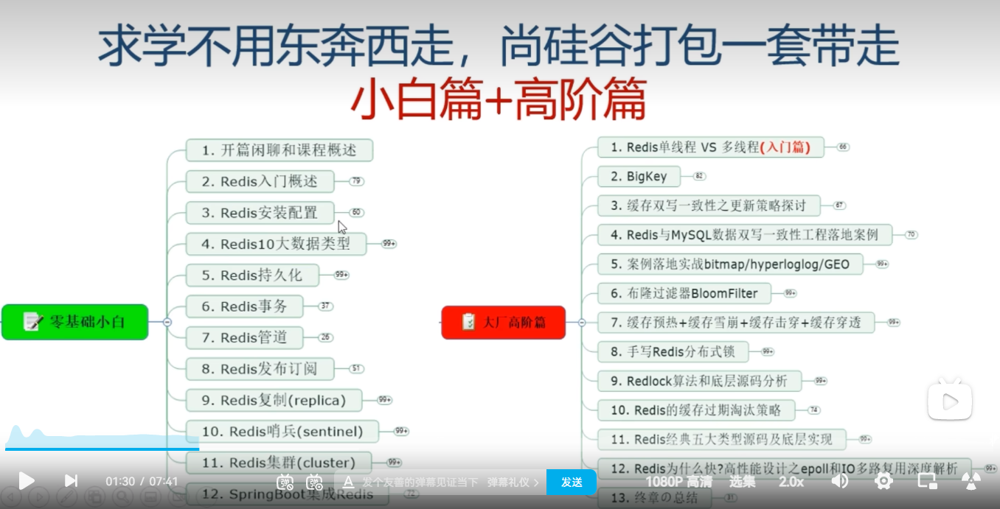 求学不用东奔西走，尚硅谷打包一套带走
小白篇+高阶篇
零基础小白
1. 开篇闲聊和课程概述
2. Redis入门概述 79
3. Redis安装配置 60
4. Redis10大数据类型 99+
5. Redis持久化 99+
6. Redis事务 37
7. Redis管道 26
8. Redis发布订阅 51
9. Redis复制(replica) 99+
10. Redis哨兵(sentinel) 99+
11. Redis集群(cluster) 99+
12. SpringBoot集成Redis 72
大厂高阶篇
1. Redis单线程 VS 多线程(入门篇) 66
2. BigKey 82
3. 缓存双写一致性之更新策略探讨 67
4. Redis与MySQL数据双写一致性工程落地案例 70
5. 案例落地实战bitmap/hyperloglog/GEO 99+
6. 布隆过滤器BloomFilter 99+
7. 缓存预热+缓存雪崩+缓存击穿+缓存穿透 99+
8. 手写Redis分布式锁 99+
9. Redlock算法和底层源码分析 99+
10. Redis的缓存过期淘汰策略 74
11. Redis经典五大类型源码及底层实现 99+
12. Redis为什么快?高性能设计之epoll和IO多路复用深度解析 99+
13. 终章の总结 31
01:30 / 07:41
弹 弹
A 发个友善的弹幕见证当下 弹幕礼仪 发送
1080P 高清 选集 2.0x